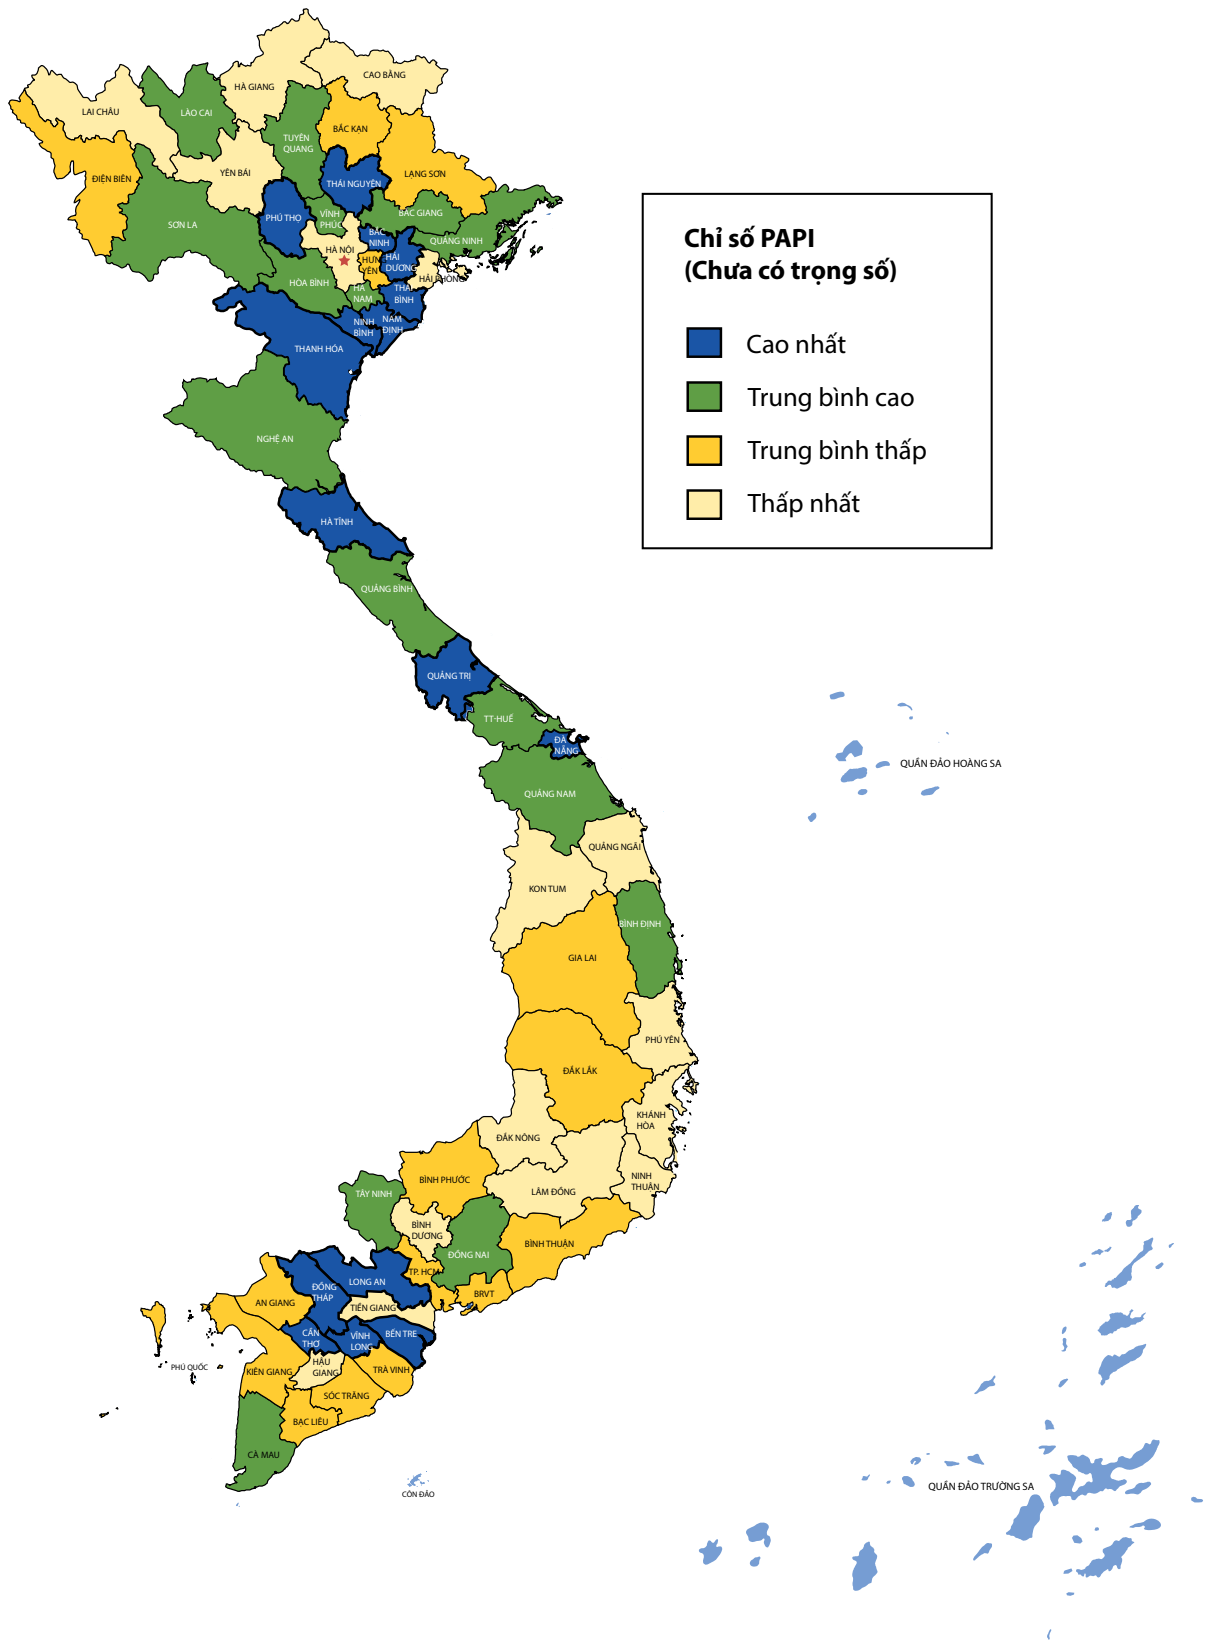 HÀ GIANG
CAO BẰNG
LAI CHÂU
LÀO CAI
BẮC KẠN
TUYÊN
QUANG
YÊN BÁI
LẠNG SƠN
ĐIỆN BIÊN
THÁI NGUYÊN
PHÚ THỌ
VĨNH
PHÚC
BẮC GIANG
SƠN LA
BẮC
NINH
QUẢNG NINH
HÀ NỘI
HƯNG
YÊN
HẢI
DƯƠNG
HẢI PHÒNG
HÒA BÌNH
HÀ
NAM
THÁI
BÌNH
NINH
BÌNH
NAM
ĐỊNH
THANH HÓA
NGHỆ AN
HÀ TĨNH
QUẢNG BÌNH
QUẢNG TRỊ
TT-HUẾ
ĐÀ
NẴNG
QUẢNG NAM
QUẢNG NGÃI
KON TUM
BÌNH ĐỊNH
GIA LAI
PHÚ YÊN
ĐẮK LẮK
KHÁNH
HÒA
ĐẮK NÔNG
NINH
THUẬN
LÂM ĐỒNG
BÌNH PHƯỚC
TÂY NINH
BÌNH
DƯƠNG
BÌNH THUẬN
ĐỒNG NAI
TP. HCM
LONG AN
ĐỒNG
THÁP
BRVT
AN GIANG
TIỀN GIANG
CẦN
THƠ
VĨNH
LONG
BẾN TRE
PHÚ QUỐC
KIÊN GIANG
HẬU
GIANG
TRÀ VINH
SÓC TRĂNG
BẠC LIÊU
CÀ MAU
CÔN ĐẢO
Chỉ số PAPI
(Chưa có trọng số)
Cao nhất
Trung bình cao
Trung bình thấp
Thấp nhất
QUẦN ĐẢO HOÀNG SA
QUẦN ĐẢO TRƯỜNG SA